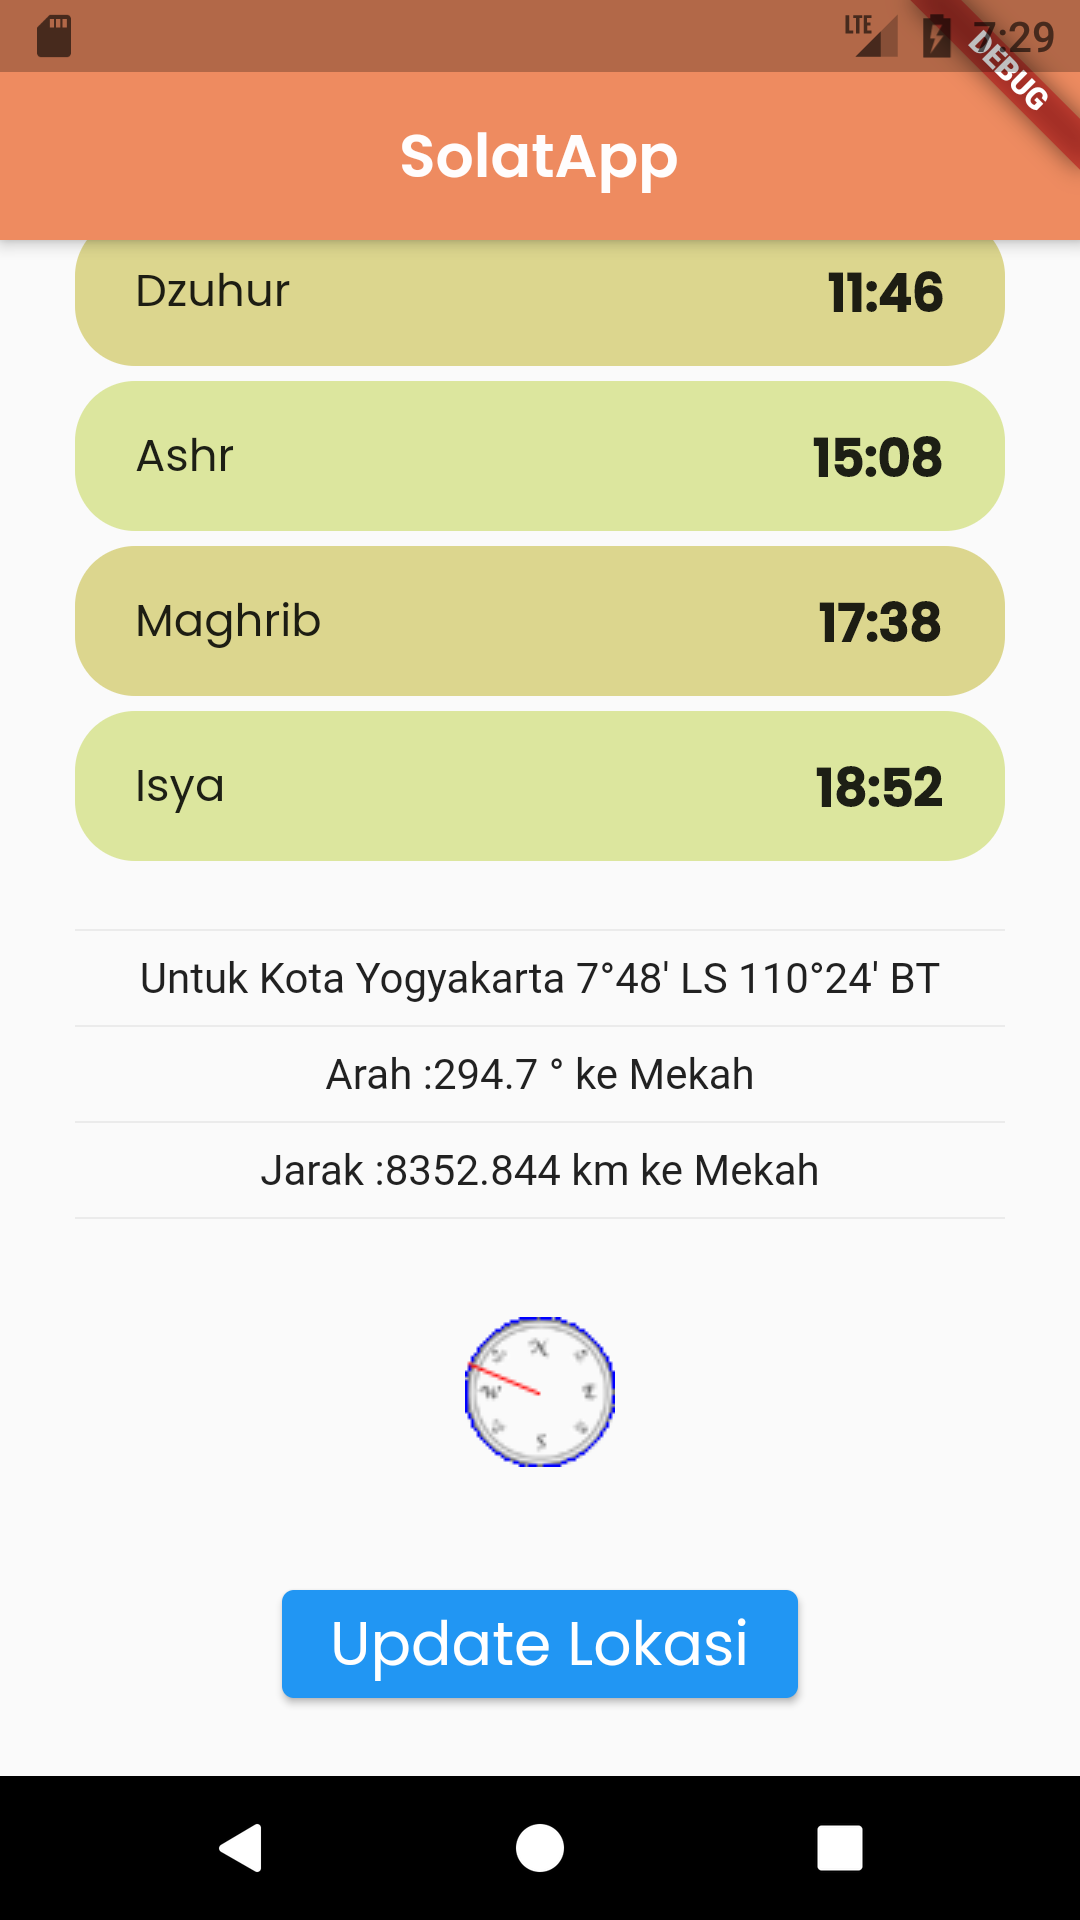 LTE 7:29
DEBUG
SolatApp
Dzuhur 11:46
Ashr 15:08
Maghrib 17:38
Isya 18:52
Untuk Kota Yogyakarta 7°48' LS 110°24' BT
Arah :294.7 ° ke Mekah
Jarak :8352.844 km ke Mekah
N
W E
S
Update Lokasi